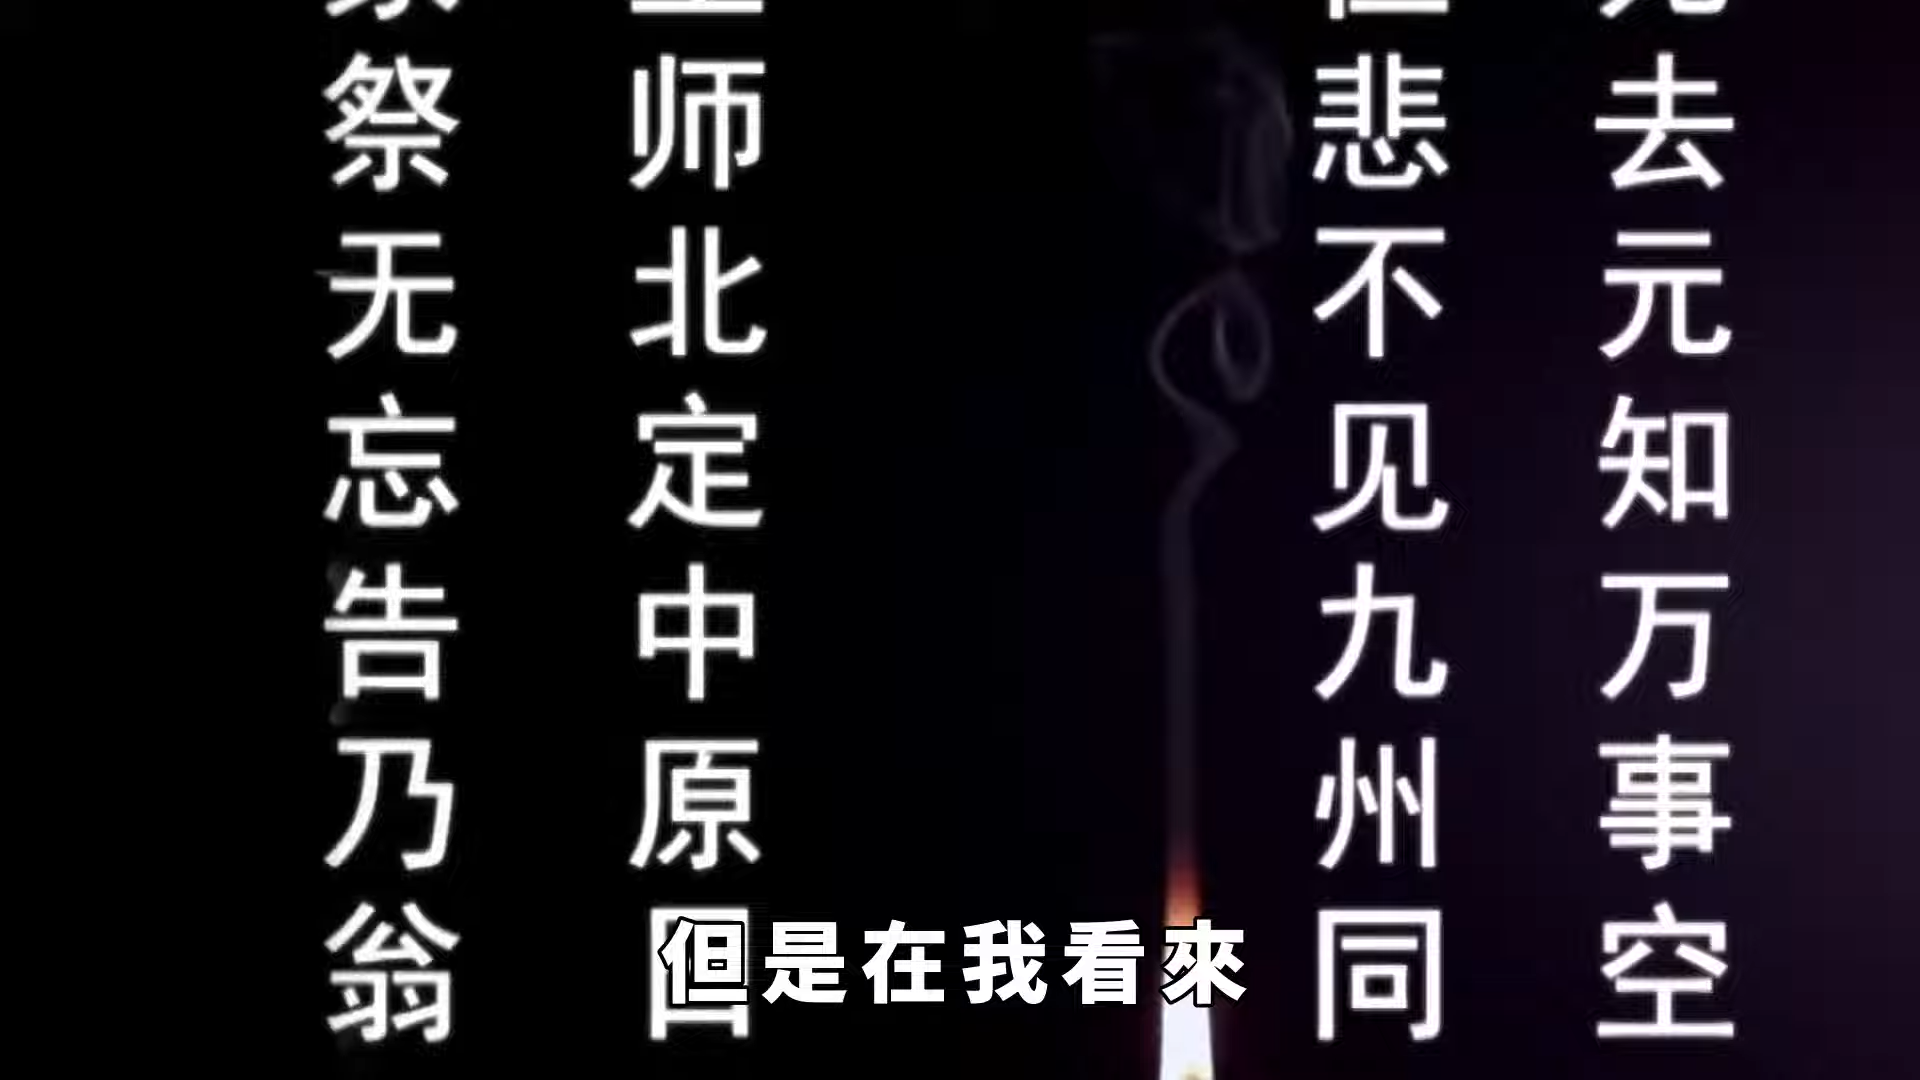 去元知万事空
悲不见九州同
师北定中原日
祭无忘告乃翁
但是在我看來